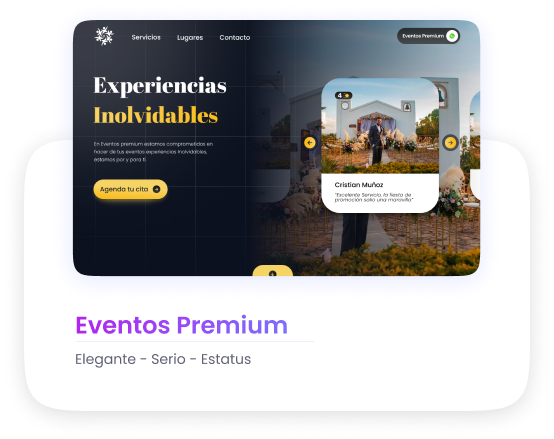 Servicios
Lugares
Contacto
Eventos Premium
Experiencias
Inolvidables
En Eventos premium estamos comprometidos en
hacer de tus eventos experiencias Inolvidables,
estamos por y para ti.
Agenda tu cita
4
Cristian Muñoz
"Excelente Servicio, la fiesta de
promoción salio una maravilla"
Eventos Premium
Elegante - Serio - Estatus